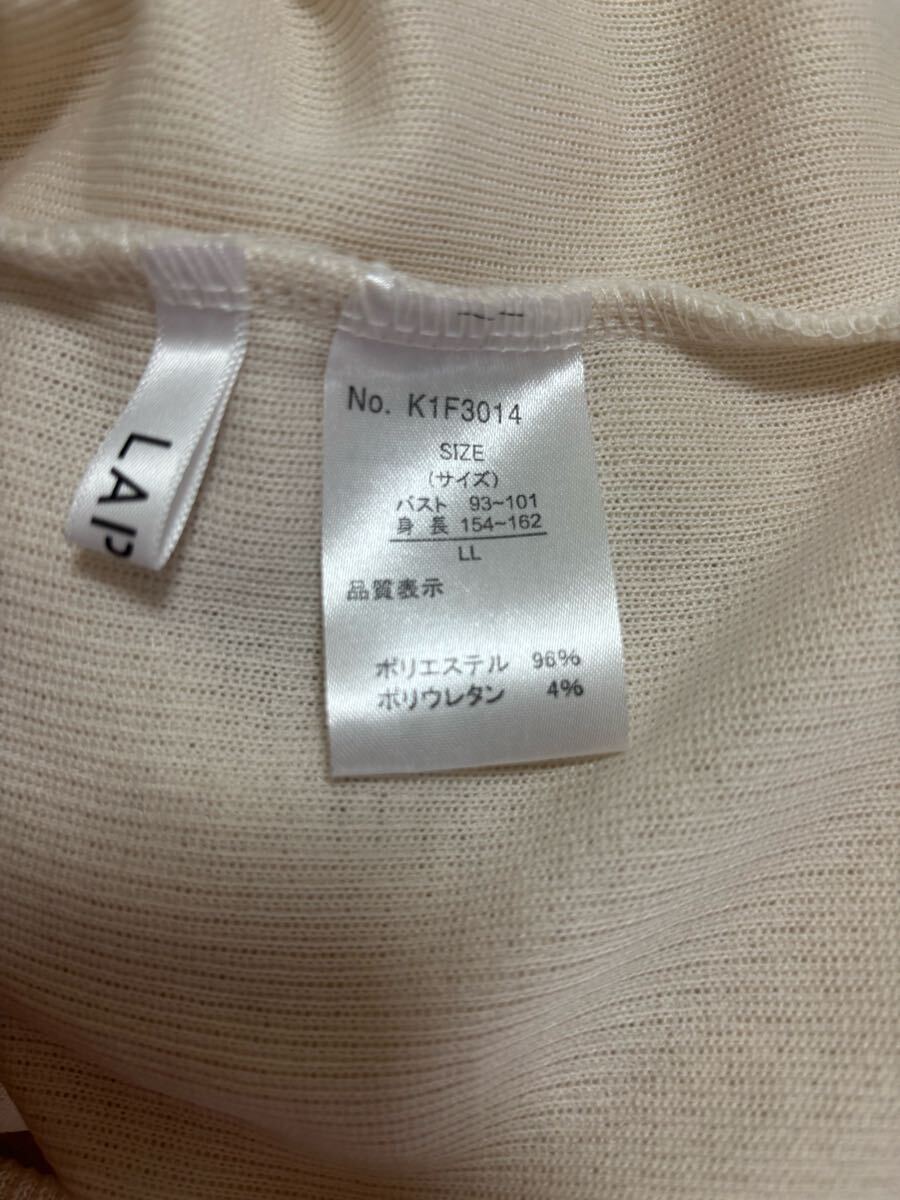 LAP
No. K1F3014
SIZE
(サイズ)
バスト 93~101
身長 154~162
LL
品質表示
ポリエステル 96%
ポリウレタン 4%